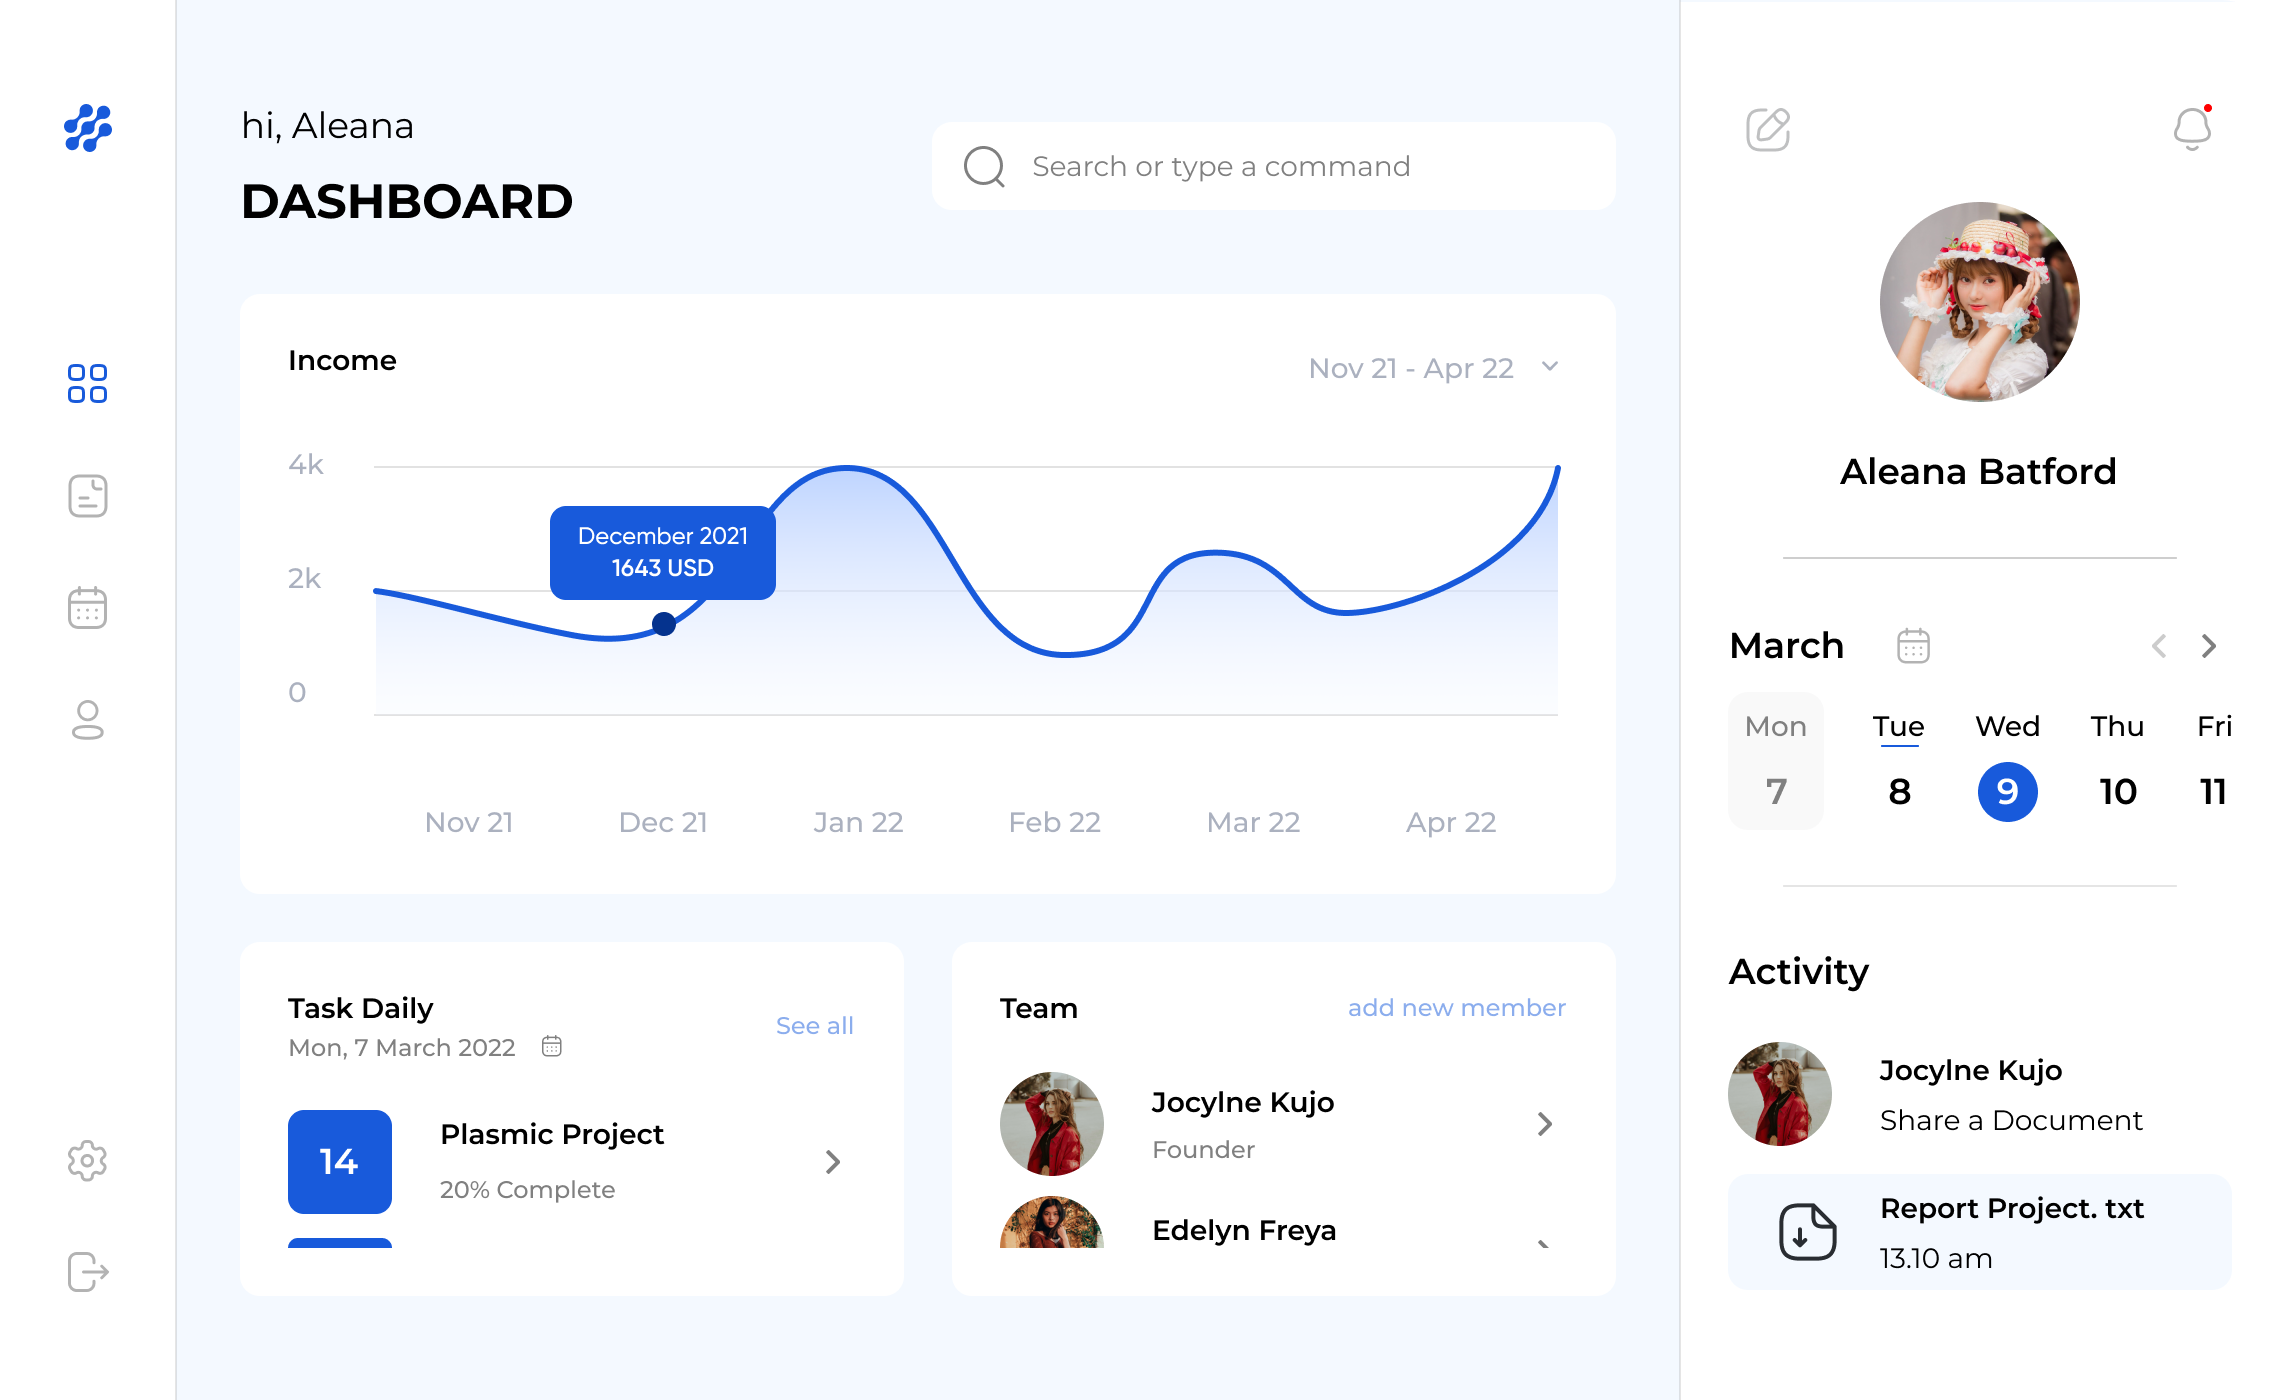 hi, Aleana
DASHBOARD
Search or type a command
Income
Nov 21 - Apr 22
4k
2k
0
December 2021
1643 USD
Nov 21
Dec 21
Jan 22
Feb 22
Mar 22
Apr 22
Task Daily
Mon, 7 March 2022
See all
14
Plasmic Project
20% Complete
Team
add new member
Jocylne Kujo
Founder
Edelyn Freya
Aleana Batford
March
Mon Tue Wed Thu Fri
7 8 9 10 11
Activity
Jocylne Kujo
Share a Document
Report Project. txt
13.10 am